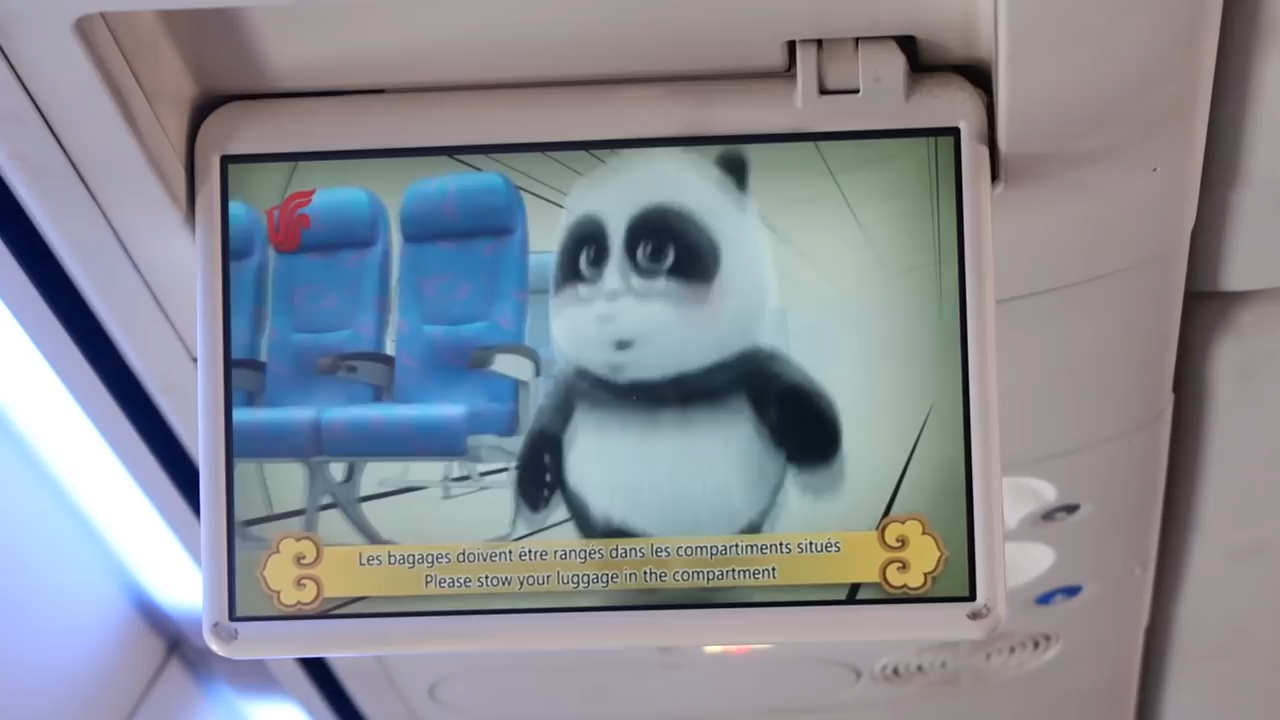 Les bagages doivent être rangés dans les compartiments situés
Please stow your luggage in the compartment